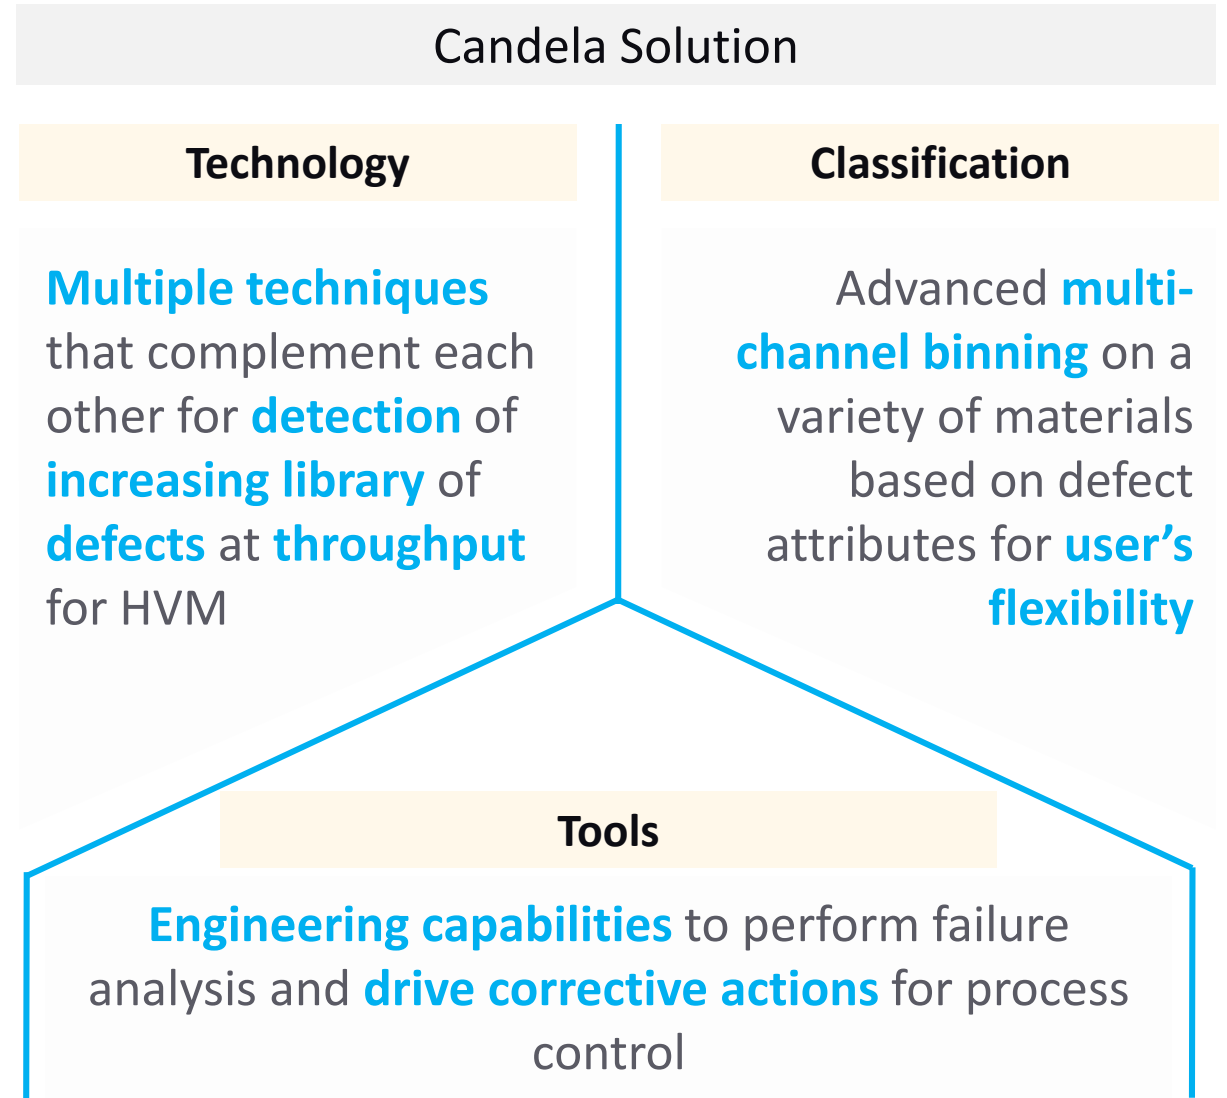 Candela Solution
Technology
Multiple techniques
that complement each
other for detection of
increasing library of
defects at throughput
for HVM
Classification
Advanced multi-
channel binning on a
variety of materials
based on defect
attributes for user’s
flexibility
Tools
Engineering capabilities to perform failure
analysis and drive corrective actions for process
control